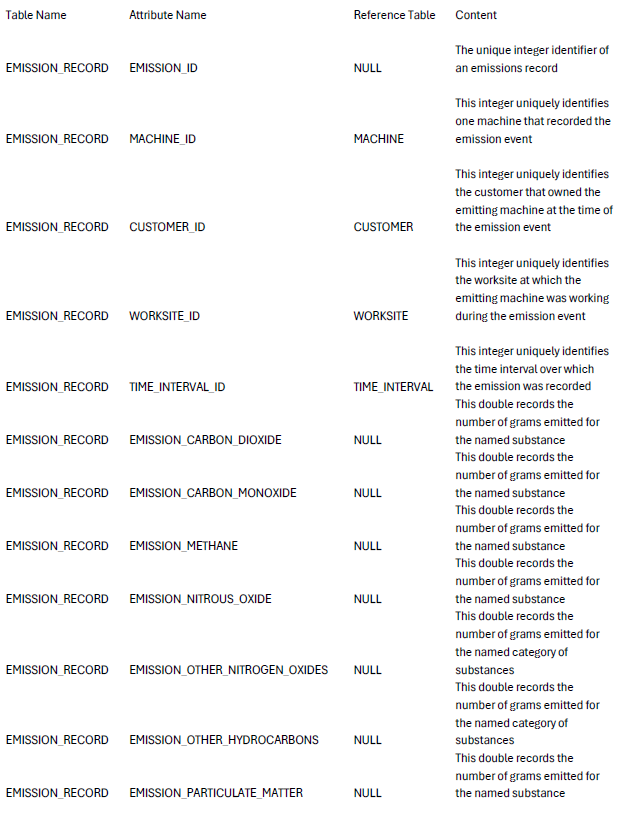 Table Name Attribute Name Reference Table Content
The unique integer identifier of
EMISSION_RECORD EMISSION_ID NULL an emissions record
This integer uniquely identifies
one machine that recorded the
EMISSION_RECORD MACHINE_ID MACHINE emission event
This integer uniquely identifies
the customer that owned the
emitting machine at the time of
EMISSION_RECORD CUSTOMER_ID CUSTOMER the emission event
This integer uniquely identifies
the worksite at which the
emitting machine was working
EMISSION_RECORD WORKSITE_ID WORKSITE during the emission event
This integer uniquely identifies
the time interval over which
EMISSION_RECORD TIME_INTERVAL_ID TIME_INTERVAL the emission was recorded
This double records the
number of grams emitted for
EMISSION_RECORD EMISSION_CARBON_DIOXIDE NULL the named substance
This double records the
number of grams emitted for
EMISSION_RECORD EMISSION_CARBON_MONOXIDE NULL the named substance
This double records the
number of grams emitted for
EMISSION_RECORD EMISSION_METHANE NULL the named substance
This double records the
number of grams emitted for
EMISSION_RECORD EMISSION_NITROUS_OXIDE NULL the named substance
This double records the
number of grams emitted for
the named category of
EMISSION_RECORD EMISSION_OTHER_NITROGEN_OXIDES NULL substances
This double records the
number of grams emitted for
the named category of
EMISSION_RECORD EMISSION_OTHER_HYDROCARBONS NULL substances
This double records the
number of grams emitted for
EMISSION_RECORD EMISSION_PARTICULATE_MATTER NULL the named substance